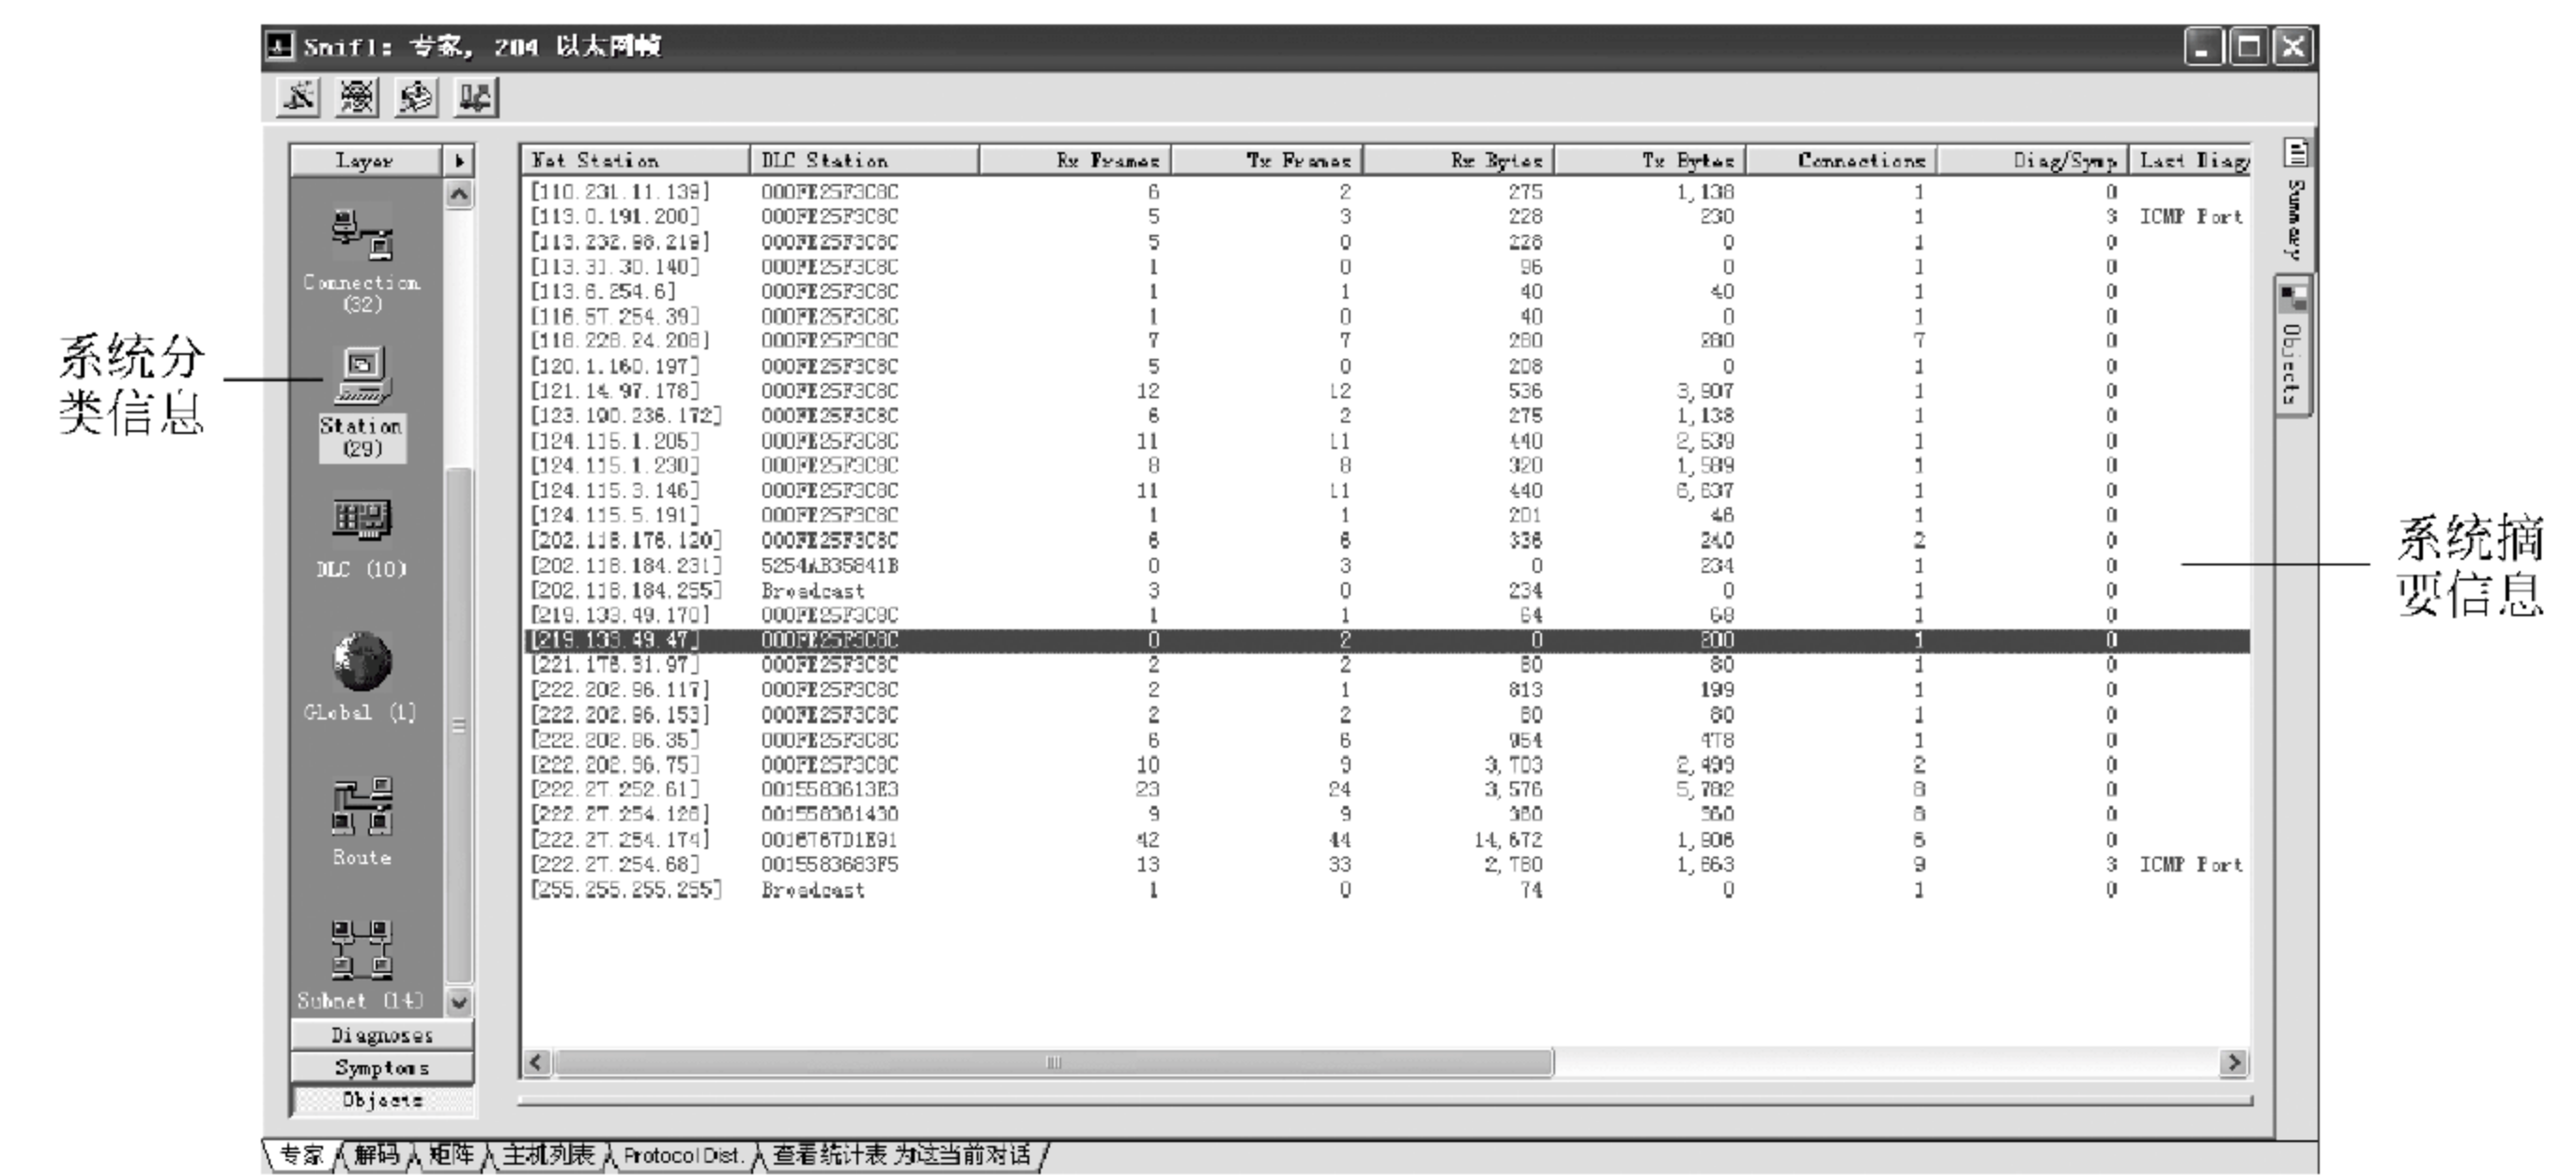 Snif1: 专家, 204 以太网帧
Layer
Connection
(32)
Station
(29)
DLC (10)
Global (1)
Route
Subnet (14)
Diagnoses
Symptoms
Objects
系统分
类信息
Net Station DLC Station Rx Frames Tx Frames Rx Bytes Tx Bytes Connections Diag/Symp Last Diag/
[110.231.11.139] 000FE25F3C8C 6 2 275 1,138 1 0
[113.0.191.200] 000FE25F3C8C 5 3 228 230 1 3 ICMP Port
[113.232.98.219] 000FE25F3C8C 5 0 228 0 1 0
[113.31.30.140] 000FE25F3C8C 1 0 96 0 1 0
[113.6.254.6] 000FE25F3C8C 1 1 40 40 1 0
[116.57.254.39] 000FE25F3C8C 1 0 40 0 1 0
[118.228.24.208] 000FE25F3C8C 7 7 280 280 7 0
[120.1.160.197] 000FE25F3C8C 5 0 208 0 1 0
[121.14.97.178] 000FE25F3C8C 12 12 536 3,907 1 0
[123.190.236.172] 000FE25F3C8C 6 2 275 1,138 1 0
[124.115.1.205] 000FE25F3C8C 11 11 440 2,539 1 0
[124.115.1.230] 000FE25F3C8C 8 8 320 1,589 1 0
[124.115.3.146] 000FE25F3C8C 11 11 440 6,637 1 0
[124.115.5.191] 000FE25F3C8C 1 1 201 46 1 0
[202.118.176.120] 000FE25F3C8C 6 6 336 240 2 0
[202.118.184.231] 5254AB35841B 0 3 0 234 1 0
[202.118.184.255] Broadcast 3 0 234 0 1 0
[219.133.49.170] 000FE25F3C8C 1 1 64 68 1 0
[219.133.49.47] 000FE25F3C8C 0 2 0 200 1 0
[221.178.31.97] 000FE25F3C8C 2 2 80 80 1 0
[222.202.96.117] 000FE25F3C8C 2 1 813 199 1 0
[222.202.96.153] 000FE25F3C8C 2 2 80 80 1 0
[222.202.96.35] 000FE25F3C8C 6 6 954 478 1 0
[222.202.96.75] 000FE25F3C8C 10 9 3,703 2,499 2 0
[222.27.252.61] 0015583613E3 23 24 3,576 5,782 8 0
[222.27.254.128] 001558361430 9 9 360 360 8 0
[222.27.254.174] 0016767D1E91 42 44 14,672 1,906 6 0
[222.27.254.68] 0015583683F5 13 33 2,780 1,663 9 3 ICMP Port
[255.255.255.255] Broadcast 1 0 74 0 1 0
Summary
Objects
系统摘
要信息
专家 解码 矩阵 主机列表 Protocol Dist. 查看统计表 为这当前对话